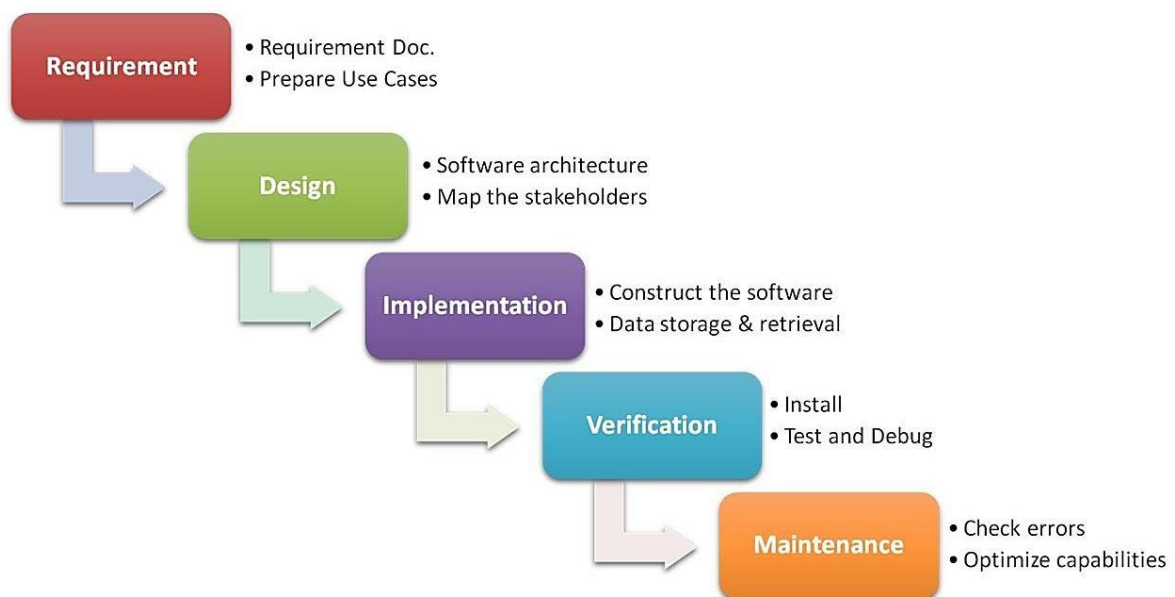 Requirement
• Requirement Doc.
• Prepare Use Cases
Design
• Software architecture
• Map the stakeholders
Implementation
• Construct the software
• Data storage & retrieval
Verification
• Install
• Test and Debug
Maintenance
• Check errors
• Optimize capabilities